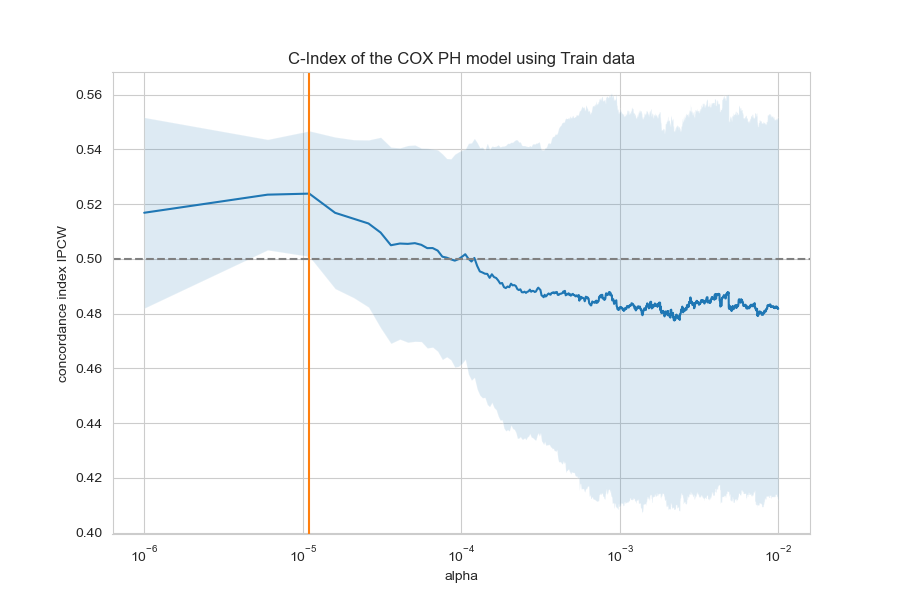 C-Index of the COX PH model using Train data
concordance index IPCW
0.56
0.54
0.52
0.50
0.48
0.46
0.44
0.42
0.40
10⁻⁶ 10⁻⁵ 10⁻⁴ 10⁻³ 10⁻²
alpha